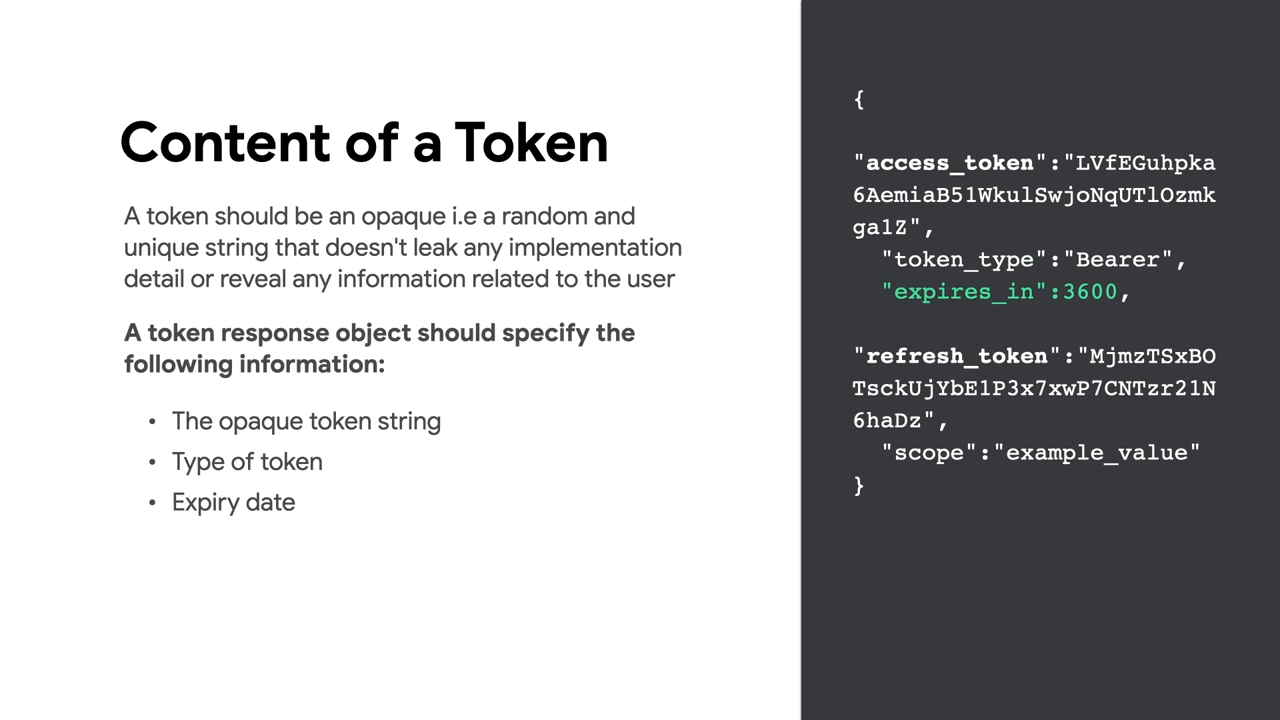 Content of a Token
A token should be an opaque i.e a random and
unique string that doesn't leak any implementation
detail or reveal any information related to the user
A token response object should specify the
following information:
• The opaque token string
• Type of token
• Expiry date
{
"access_token":"LVfEGuhpka
6AemiaB51WkulSwjoNqUTlOzmk
ga1Z",
"token_type":"Bearer",
"expires_in":3600,
"refresh_token":"MjmzTSxBO
TsckUjYbE1P3x7xwP7CNTzr21N
6haDz",
"scope":"example_value"
}